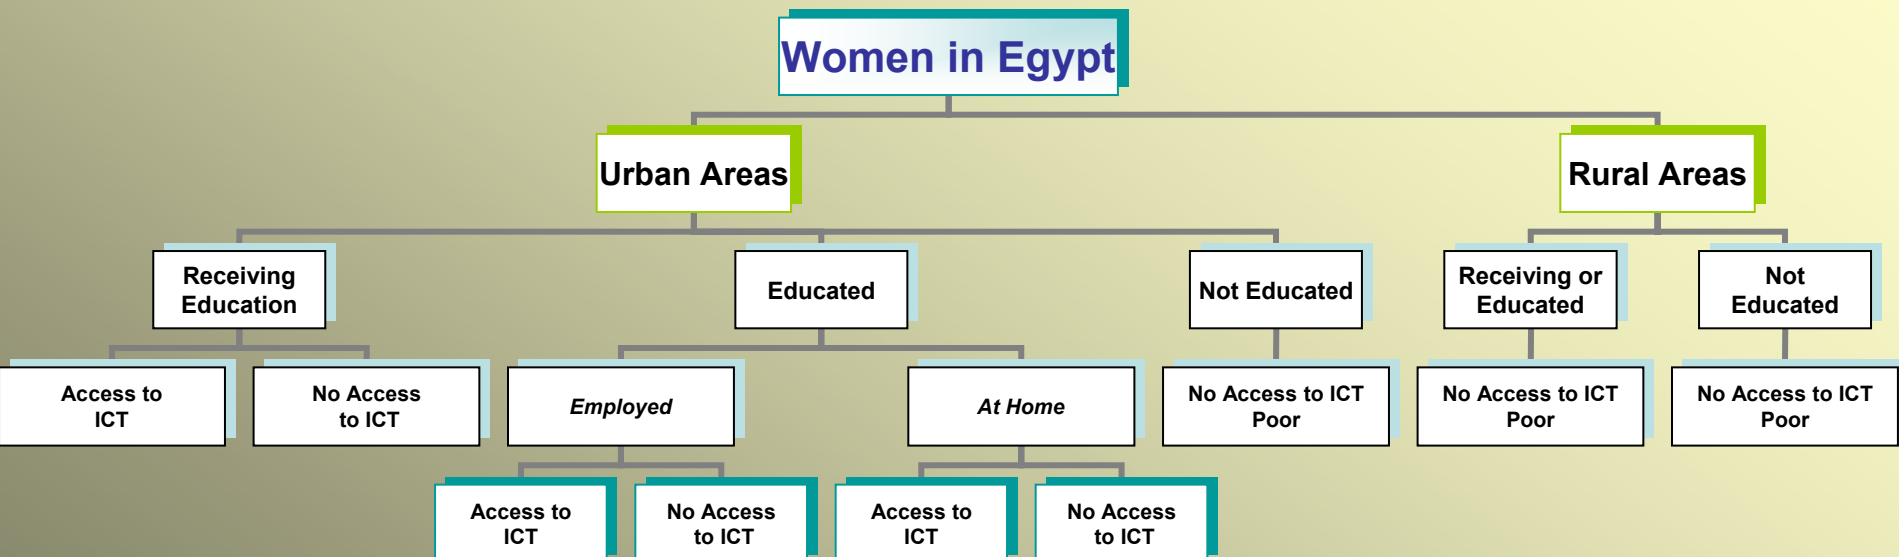 Women in Egypt
Urban Areas
Rural Areas
Receiving
Education
Educated
Not Educated
Receiving or
Educated
Not
Educated
Access to
ICT
No Access
to ICT
Employed
At Home
No Access to ICT
Poor
No Access to ICT
Poor
No Access to ICT
Poor
Access to
ICT
No Access
to ICT
Access to
ICT
No Access
to ICT